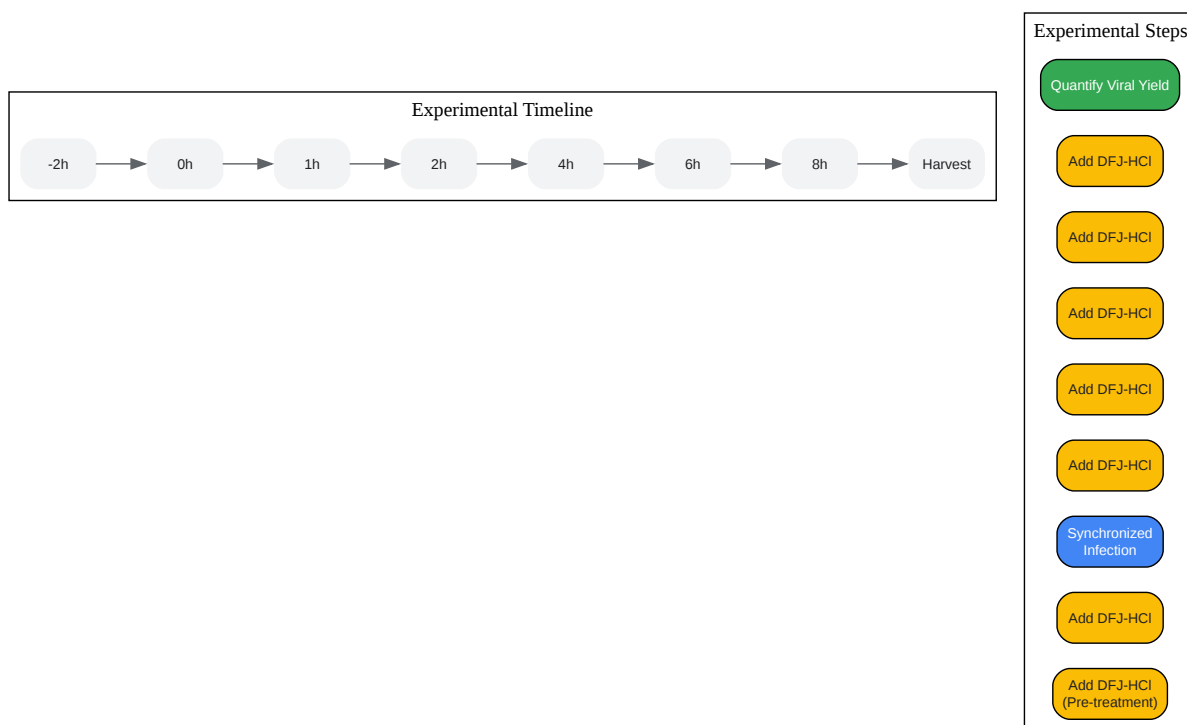 Experimental Timeline
-2h
0h
1h
2h
4h
6h
8h
Harvest
Experimental Steps
Quantify Viral Yield
Add DFJ-HCl
Add DFJ-HCl
Add DFJ-HCl
Add DFJ-HCl
Add DFJ-HCl
Synchronized
Infection
Add DFJ-HCl
Add DFJ-HCl
(Pre-treatment)